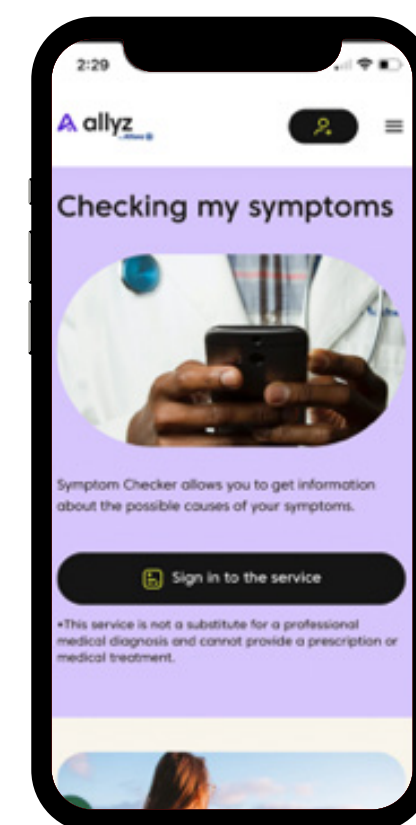 2:29
allyz
Checking my symptoms
Symptom Checker allows you to get information
about the possible causes of your symptoms.
Sign in to the service
*This service is not a substitute for a professional
medical diagnosis and cannot provide a prescription or
medical treatment.